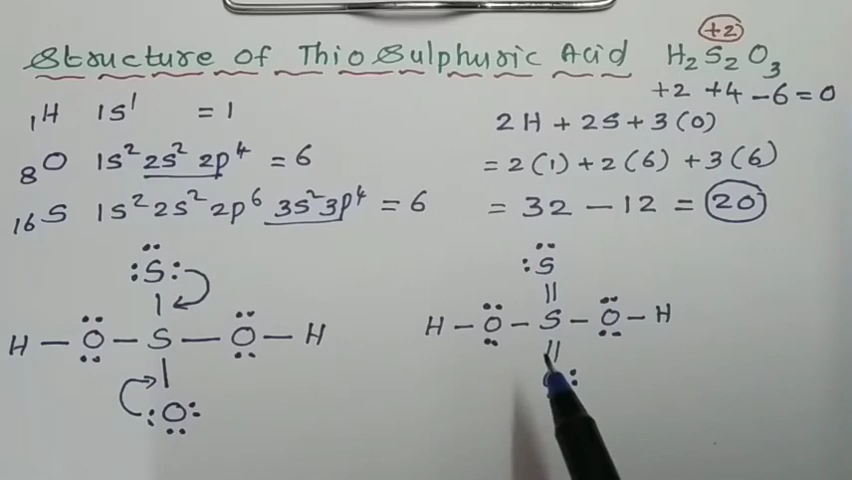 Structure of Thio Sulphuric Acid H₂S₂O₃
+2
+2 +4 −6 = 0
₁H 1s¹ = 1
₈O 1s² 2s² 2p⁴ = 6
₁₆S 1s² 2s² 2p⁶ 3s² 3p⁴ = 6
2H + 2S + 3(O)
= 2(1) + 2(6) + 3(6)
= 32 − 12 = 20
:S:
H — O — S — O — H
:O:
:S
H — O — S — O — H